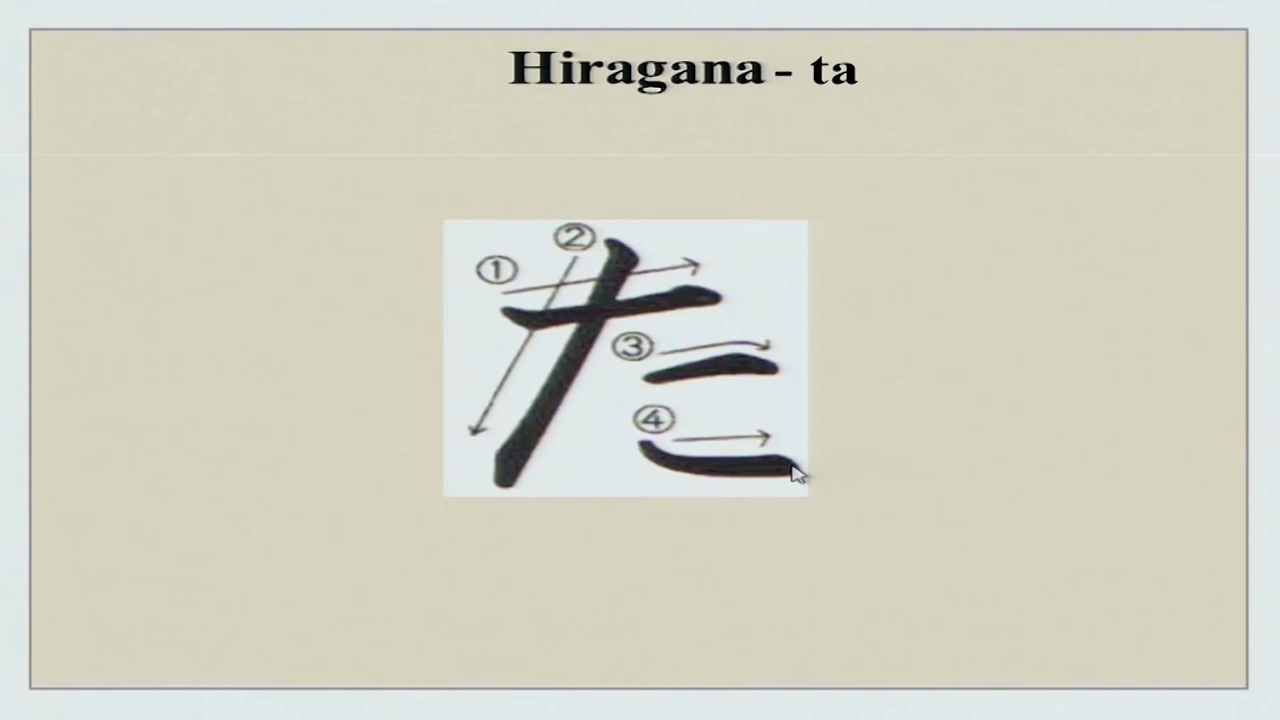 Hiragana - ta
① ②
た
③
④